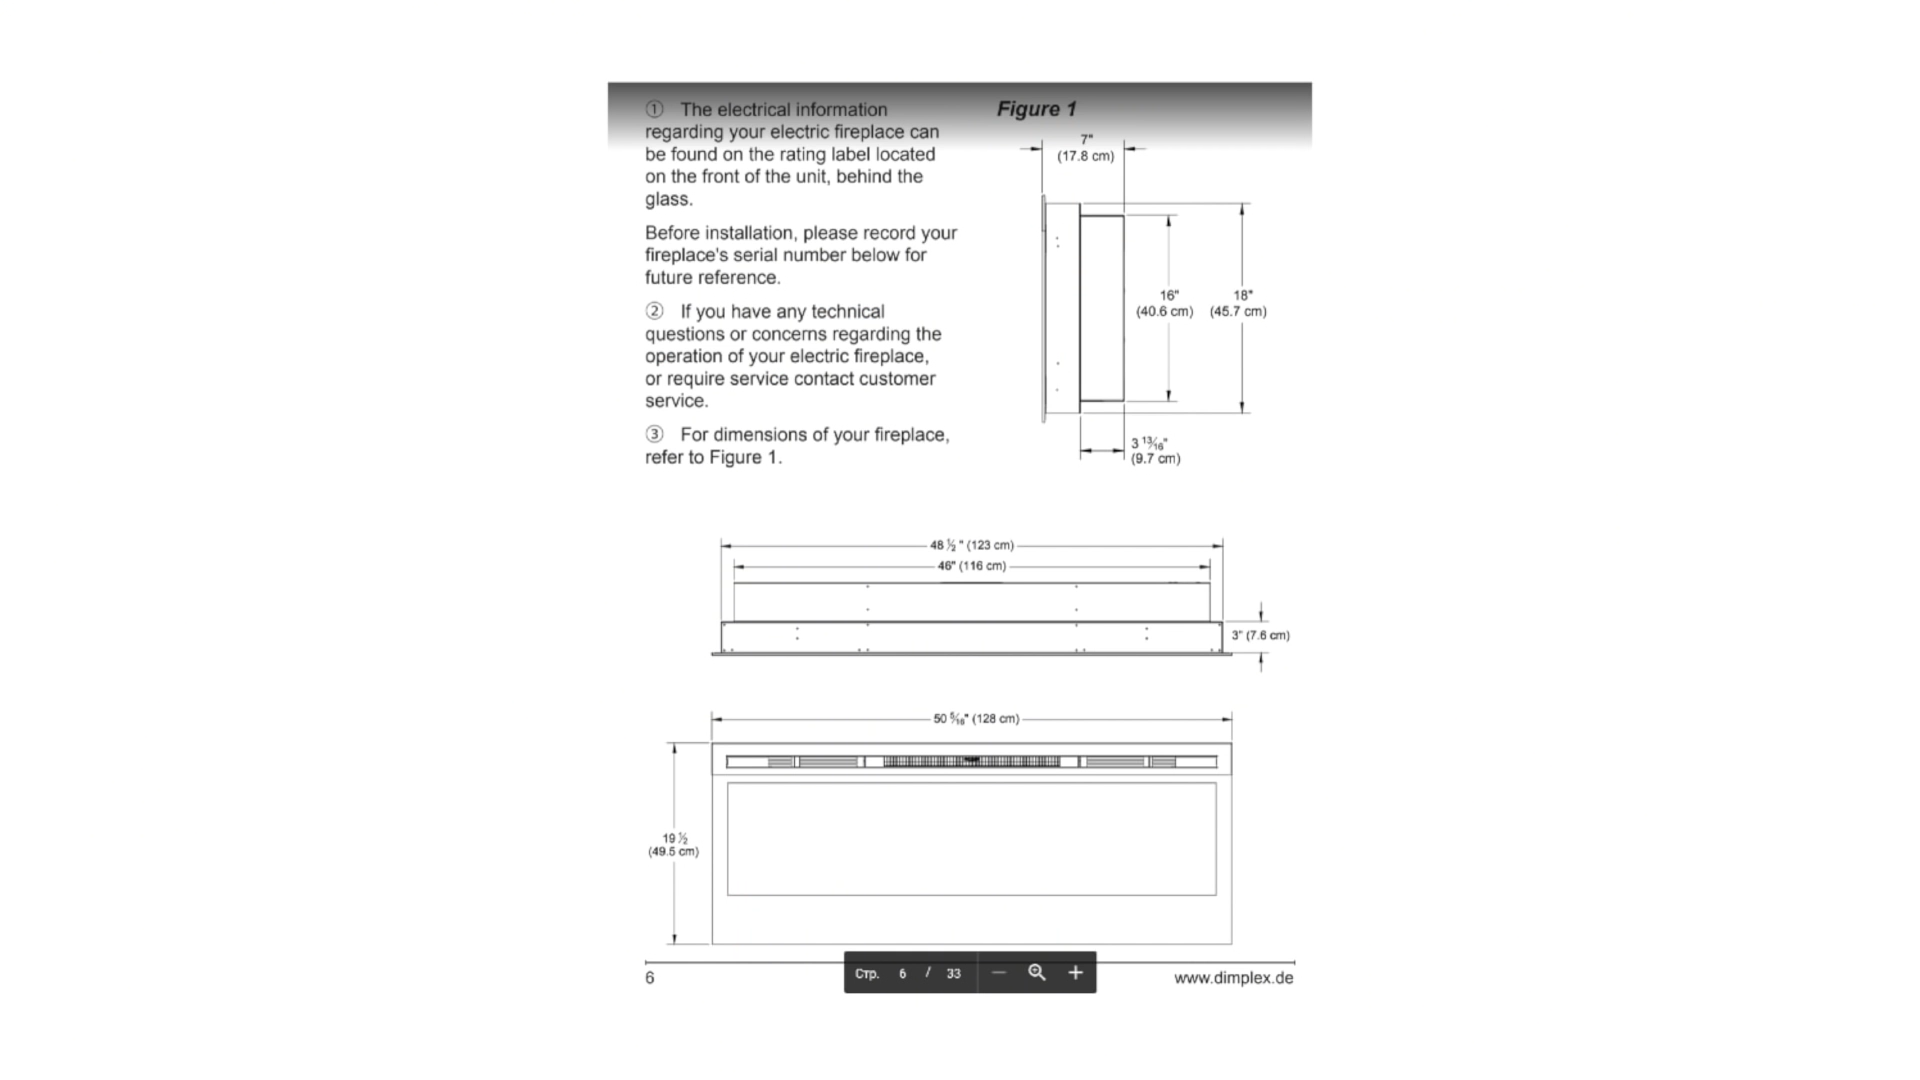 ① The electrical information
regarding your electric fireplace can
be found on the rating label located
on the front of the unit, behind the
glass.
Before installation, please record your
fireplace's serial number below for
future reference.
② If you have any technical
questions or concerns regarding the
operation of your electric fireplace,
or require service contact customer
service.
③ For dimensions of your fireplace,
refer to Figure 1.
Figure 1
7"
(17.8 cm)
16"
(40.6 cm)
18"
(45.7 cm)
3 13⁄16"
(9.7 cm)
48 ½ " (123 cm)
46" (116 cm)
3" (7.6 cm)
50 5⁄16" (128 cm)
19 ½
(49.5 cm)
6
Стр. 6 / 33
www.dimplex.de